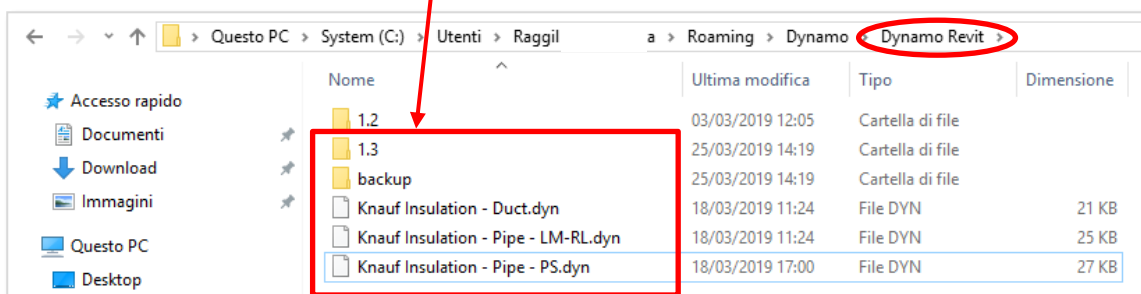 Questo PC > System (C:) > Utenti > Raggil a > Roaming > Dynamo > Dynamo Revit >
Nome Ultima modifica Tipo Dimensione
Accesso rapido
1.2 03/03/2019 12:05 Cartella di file
Documenti
1.3 25/03/2019 14:19 Cartella di file
Download
backup 25/03/2019 14:19 Cartella di file
Immagini
Knauf Insulation - Duct.dyn 18/03/2019 11:24 File DYN 21 KB
Knauf Insulation - Pipe - LM-RL.dyn 18/03/2019 11:24 File DYN 25 KB
Questo PC
Knauf Insulation - Pipe - PS.dyn 18/03/2019 17:00 File DYN 27 KB
Desktop